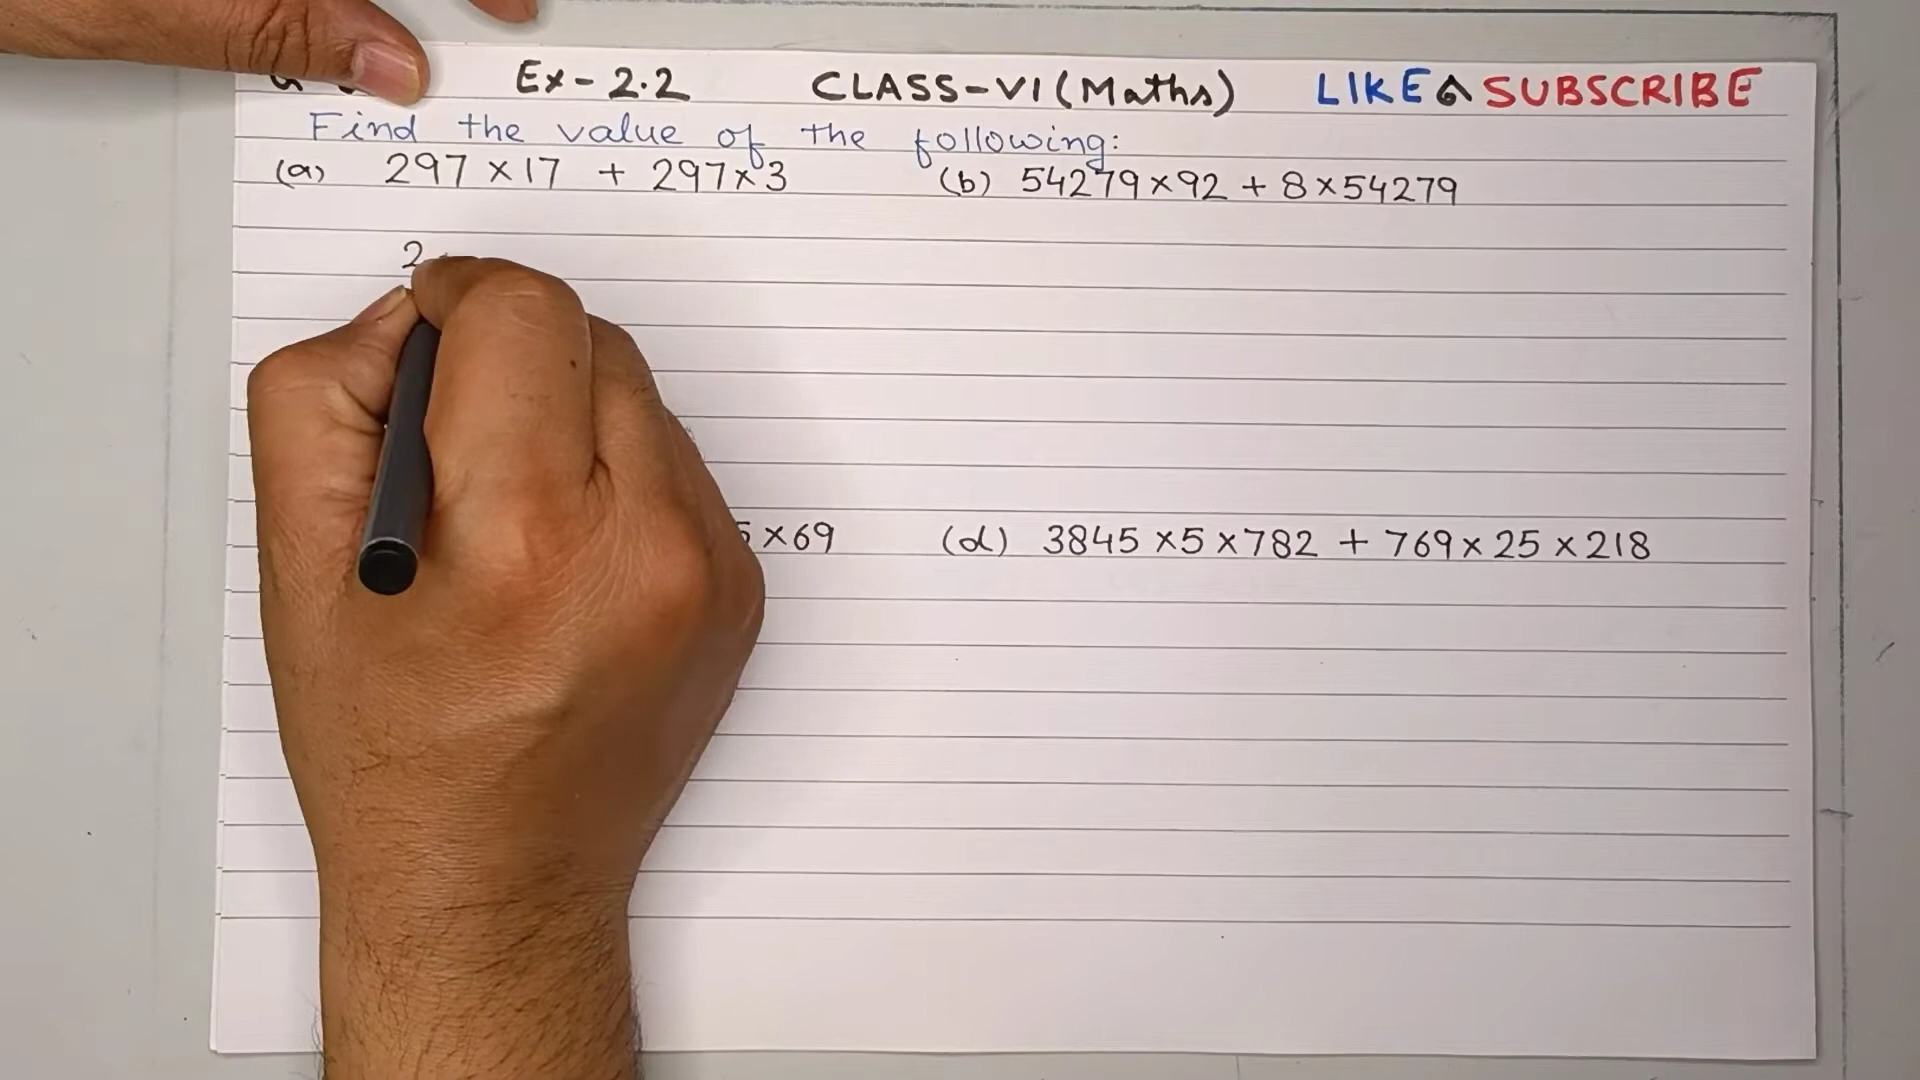 Ex-2.2 CLASS-VI (Maths) LIKE & SUBSCRIBE
Find the value of the following:
(a) 297 × 17 + 297 × 3 (b) 54279 × 92 + 8 × 54279
2
5 × 69 (d) 3845 × 5 × 782 + 769 × 25 × 218